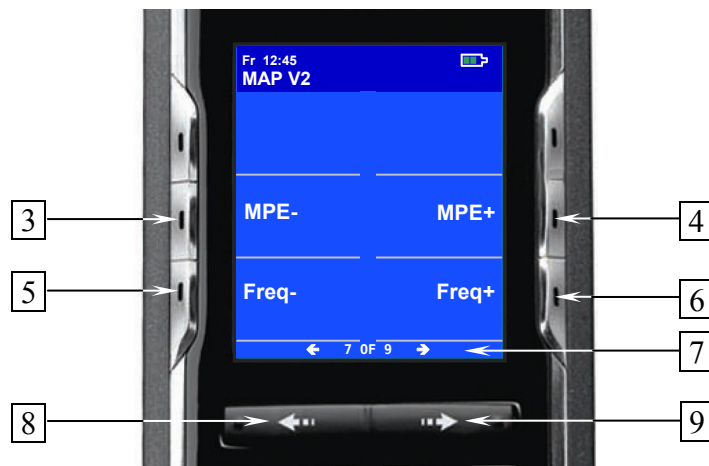 Fr 12:45
MAP V2
MPE- MPE+
3 4
Freq- Freq+
5 6
7 OF 9
7
8 9